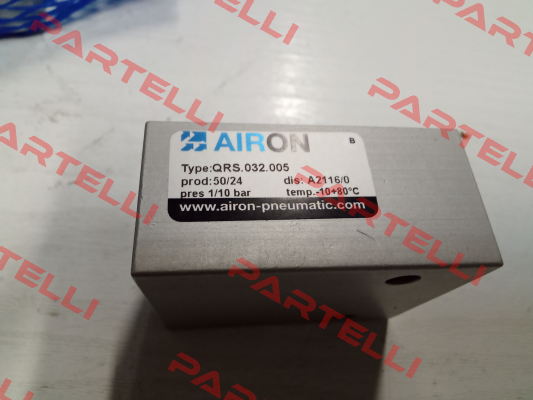 AIRON
B
Type:QRS.032.005
prod:50/24 dis: A2116/0
pres 1/10 bar temp.-10+80°C
www.airon-pneumatic.com
PARTELLI
PARTELLI
PARTELLI
PARTELLI
PARTELLI
PARTELLI
PARTELLI